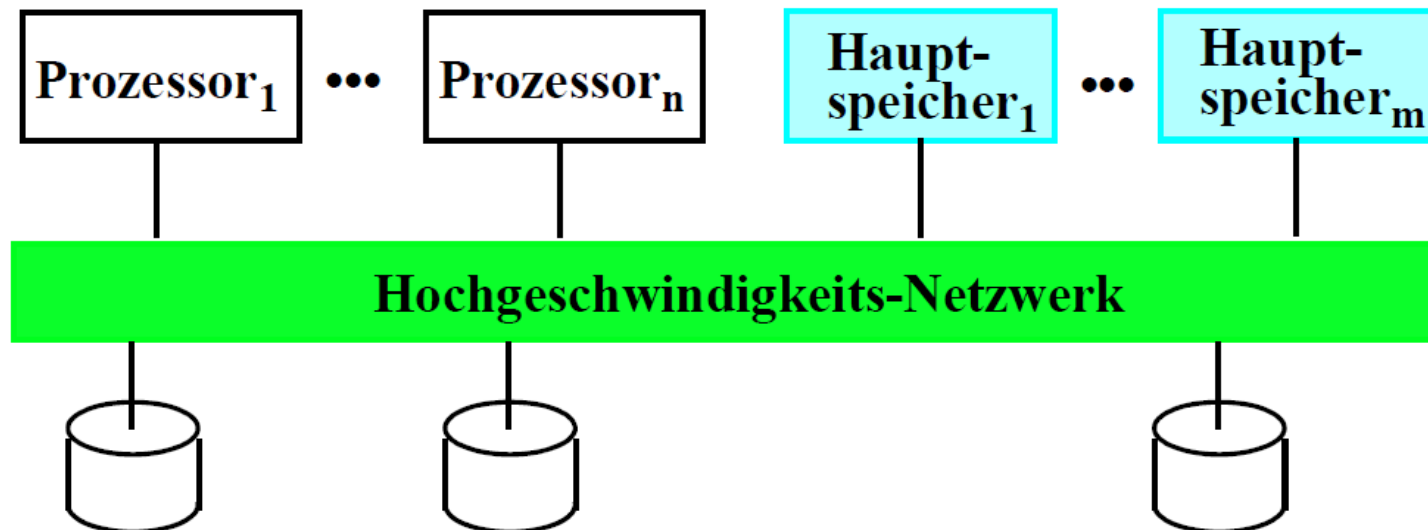 Prozessor1 ••• Prozessorn Haupt-
speicher1 ••• Haupt-
speicherm
Hochgeschwindigkeits-Netzwerk